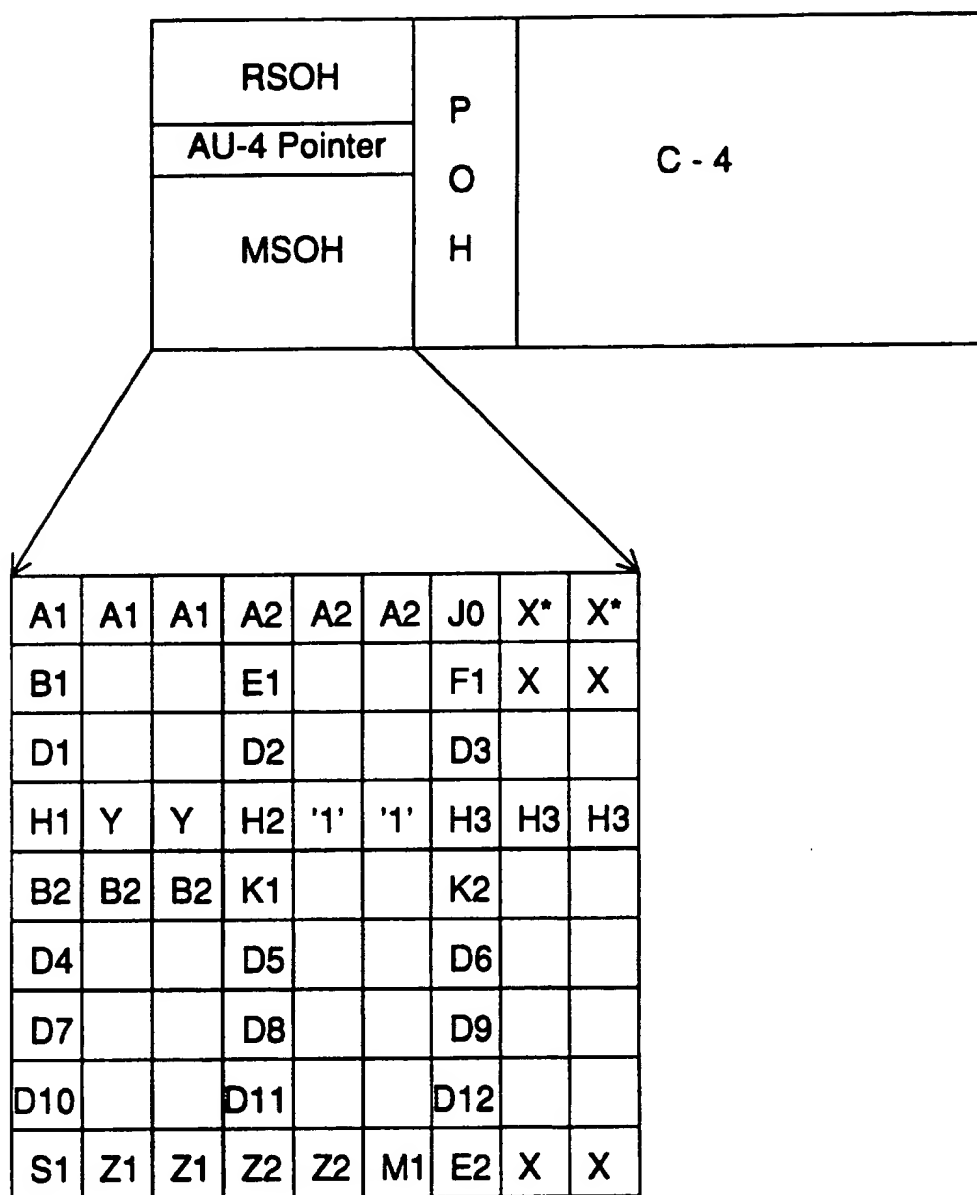 RSOH
AU-4 Pointer
MSOH
P
O
H
C - 4
A1 A1 A1 A2 A2 A2 J0 X* X*
B1 E1 F1 X X
D1 D2 D3
H1 Y Y H2 '1' '1' H3 H3 H3
B2 B2 B2 K1 K2
D4 D5 D6
D7 D8 D9
D10 D11 D12
S1 Z1 Z1 Z2 Z2 M1 E2 X X